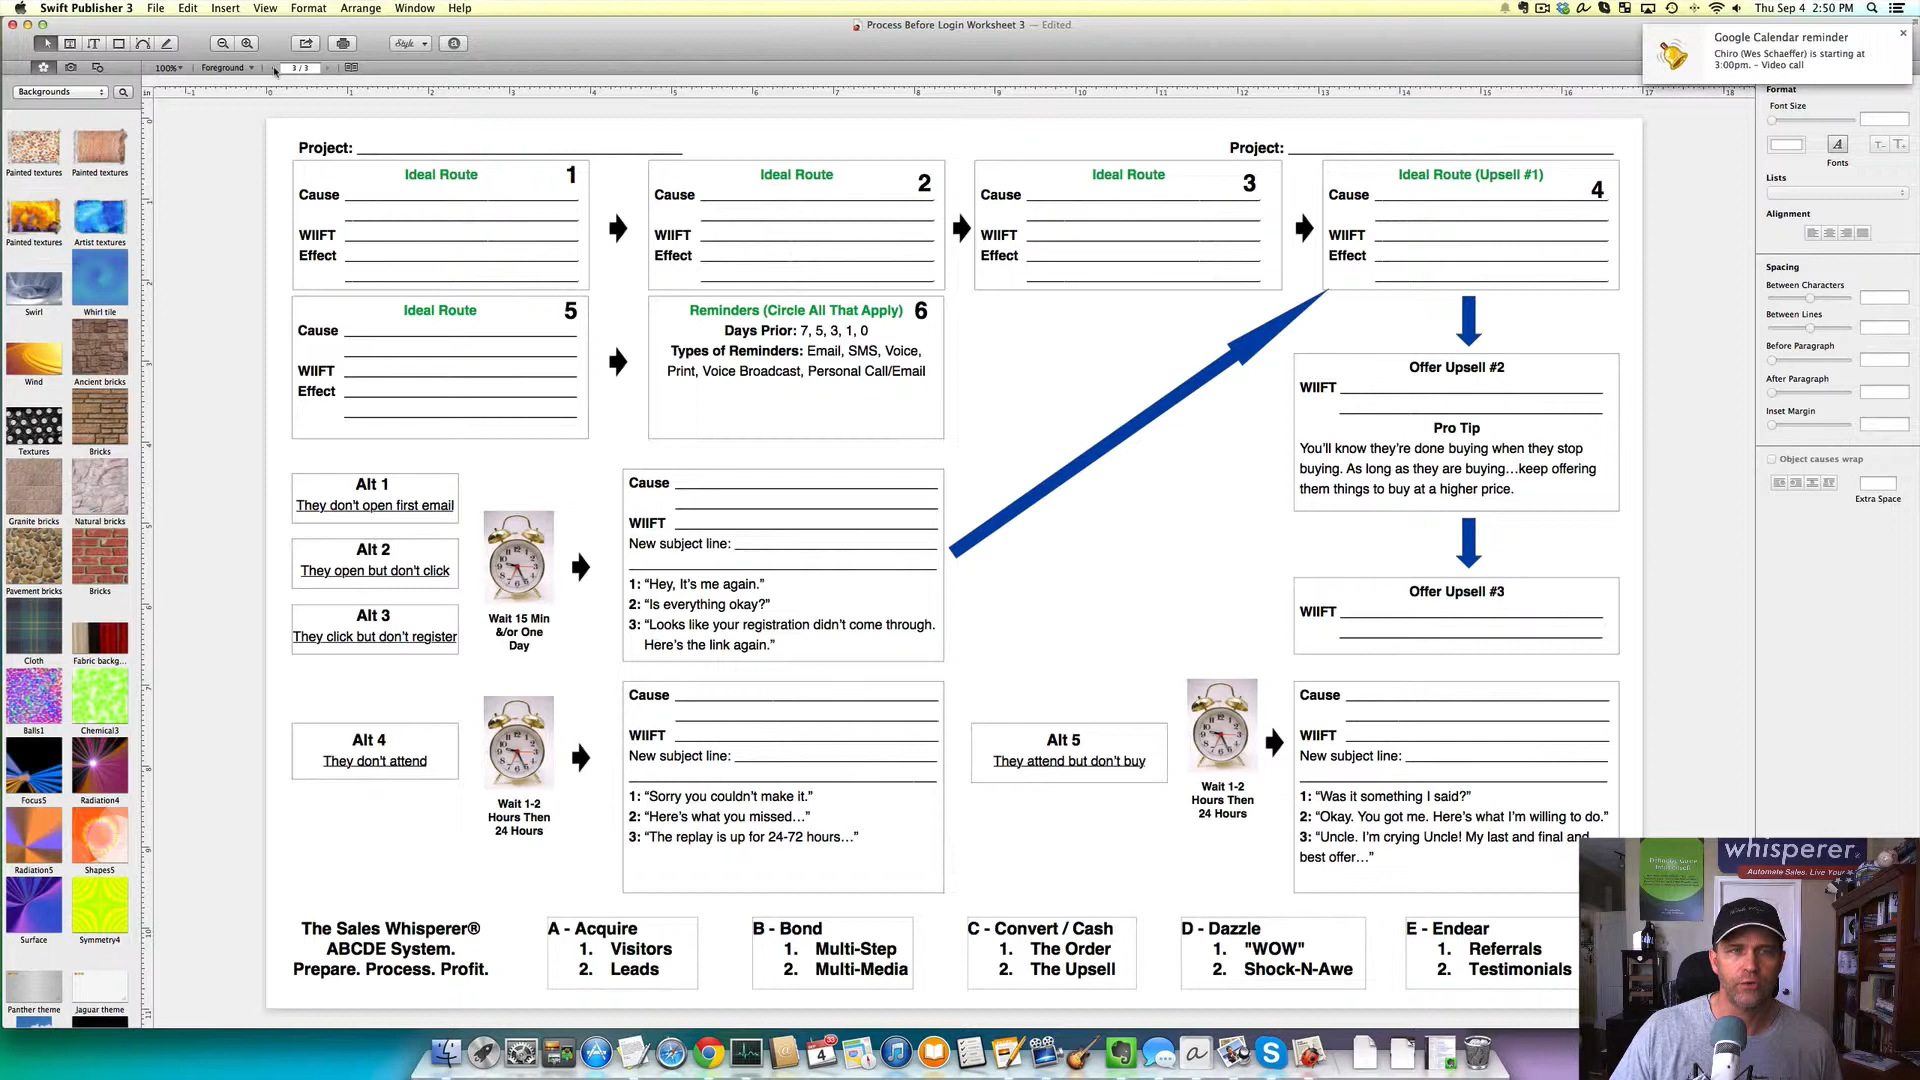 Swift Publisher 3 File Edit Insert View Format Arrange Window Help
Thu Sep 4 2:50 PM
Process Before Login Worksheet 3 — Edited
Style
Google Calendar reminder
Chiro (Wes Schaeffer) is starting at
3:00pm. - Video call
100% Foreground 3 / 3
Backgrounds
Painted textures Painted textures
Painted textures Artist textures
Swirl Whirl tile
Wind Ancient bricks
Textures Bricks
Granite bricks Natural bricks
Pavement bricks Bricks
Cloth Fabric backg...
Balls1 Chemical3
Focus5 Radiation4
Radiation5 Shapes5
Surface Symmetry4
Panther theme Jaguar theme
Project:
Project:
Ideal Route 1
Cause
WIIFT
Effect
Ideal Route 2
Cause
WIIFT
Effect
Ideal Route 3
Cause
WIIFT
Effect
Ideal Route (Upsell #1) 4
Cause
WIIFT
Effect
Ideal Route 5
Cause
WIIFT
Effect
Reminders (Circle All That Apply) 6
Days Prior: 7, 5, 3, 1, 0
Types of Reminders: Email, SMS, Voice,
Print, Voice Broadcast, Personal Call/Email
Offer Upsell #2
WIIFT
Pro Tip
You'll know they're done buying when they stop
buying. As long as they are buying…keep offering
them things to buy at a higher price.
Offer Upsell #3
WIIFT
Alt 1
They don't open first email
Alt 2
They open but don't click
Alt 3
They click but don't register
Wait 15 Min
&/or One
Day
Cause
WIIFT
New subject line:
1: “Hey, It's me again.”
2: “Is everything okay?”
3: “Looks like your registration didn't come through.
Here's the link again.”
Alt 4
They don't attend
Wait 1-2
Hours Then
24 Hours
Cause
WIIFT
New subject line:
1: “Sorry you couldn't make it.”
2: “Here's what you missed…”
3: “The replay is up for 24-72 hours…”
Alt 5
They attend but don't buy
Wait 1-2
Hours Then
24 Hours
Cause
WIIFT
New subject line:
1: “Was it something I said?”
2: “Okay. You got me. Here's what I'm willing to do.”
3: “Uncle. I'm crying Uncle! My last and final and
best offer…”
The Sales Whisperer®
ABCDE System.
Prepare. Process. Profit.
A - Acquire
1. Visitors
2. Leads
B - Bond
1. Multi-Step
2. Multi-Media
C - Convert / Cash
1. The Order
2. The Upsell
D - Dazzle
1. "WOW"
2. Shock-N-Awe
E - Endear
1. Referrals
2. Testimonials
Format
Font Size
Fonts
Lists
Alignment
Spacing
Between Characters
Between Lines
Before Paragraph
After Paragraph
Inset Margin
Object causes wrap
Extra Space
whisperer
Automate Sales. Live Your